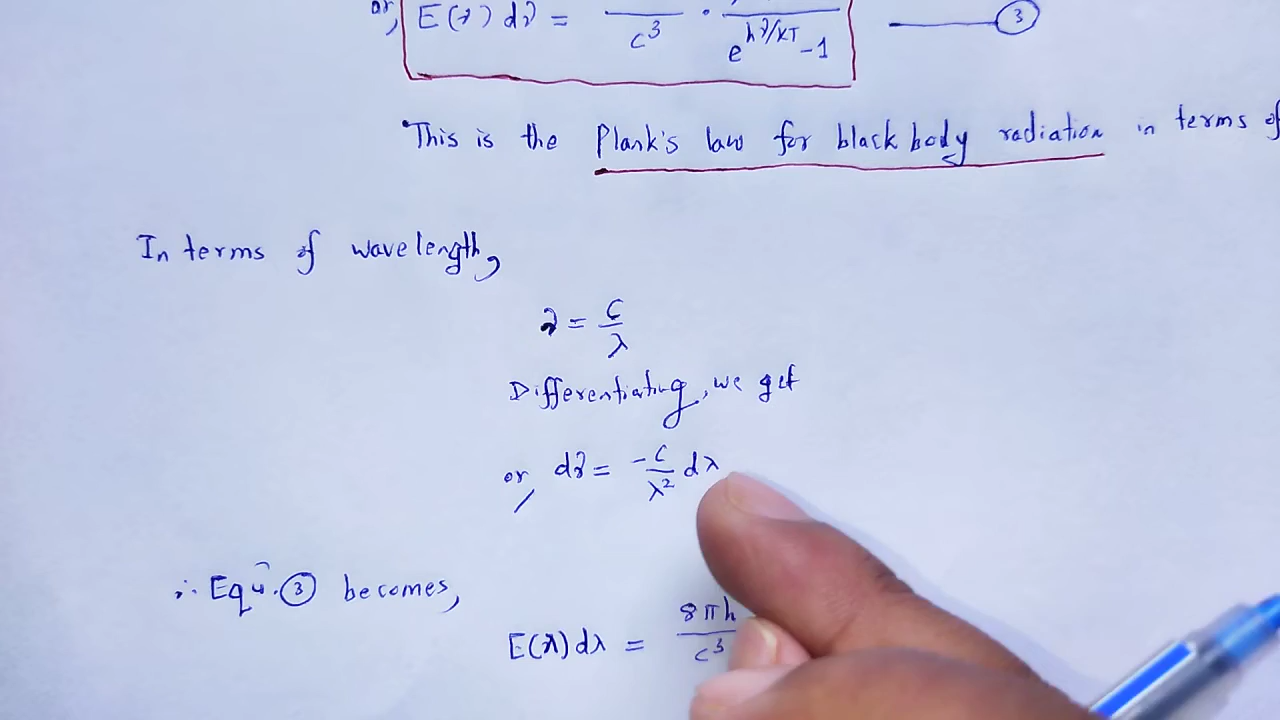 or, E(ν) dν = / c³ · / e^{hν/kT} - 1 ③
This is the Plank's law for black body radiation in terms of
In terms of wavelength,
ν = c/λ
Differentiating, we get
or, dν = -c/λ² dλ
∴ Equⁿ. ③ becomes,
E(λ) dλ = 8πh/c³